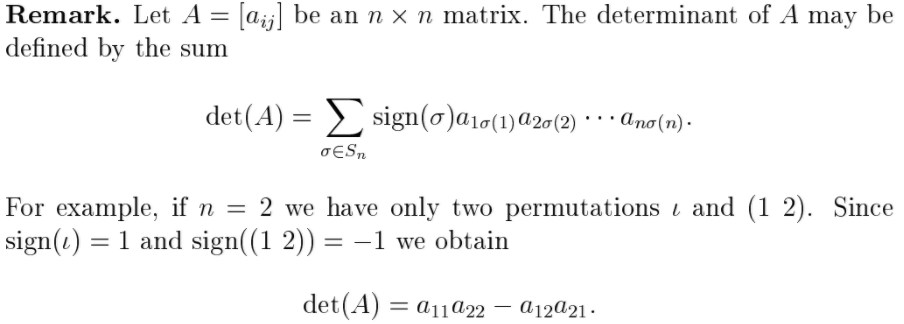 Remark. Let A = [a_{ij}] be an n × n matrix. The determinant of A may be
defined by the sum
det(A) = ∑_{σ∈S_n} sign(σ)a_{1σ(1)}a_{2σ(2)} ⋯ a_{nσ(n)}.
For example, if n = 2 we have only two permutations ι and (1 2). Since
sign(ι) = 1 and sign((1 2)) = −1 we obtain
det(A) = a_{11}a_{22} − a_{12}a_{21}.